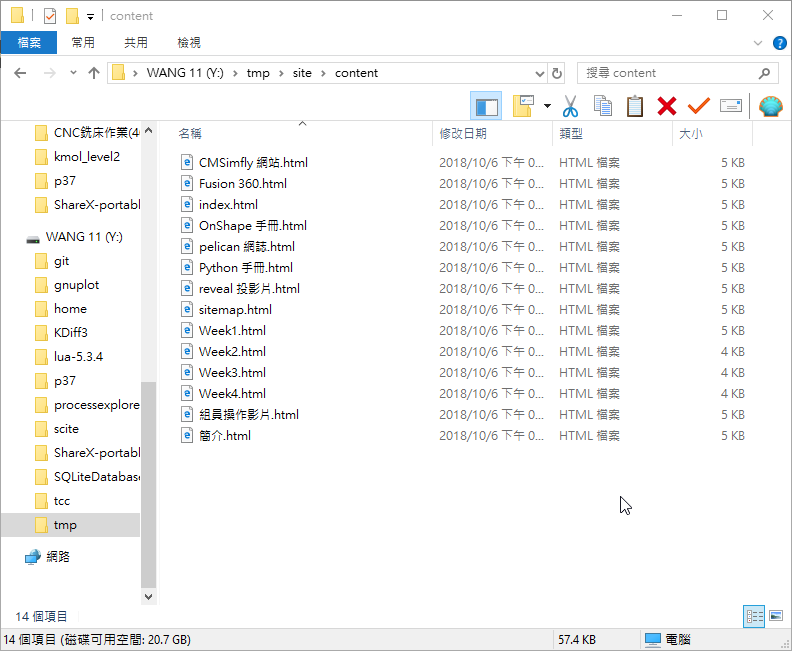 content
檔案 常用 共用 檢視
WANG 11 (Y:) tmp site content 搜尋 content
名稱 修改日期 類型 大小
CNC銑床作業(4
kmol_level2
p37
ShareX-portabl
WANG 11 (Y:)
git
gnuplot
home
KDiff3
lua-5.3.4
p37
processexplore
scite
ShareX-portabl
SQLiteDatabase
tcc
tmp
網路
CMSimfly 網站.html 2018/10/6 下午 0... HTML 檔案 5 KB
Fusion 360.html 2018/10/6 下午 0... HTML 檔案 5 KB
index.html 2018/10/6 下午 0... HTML 檔案 5 KB
OnShape 手冊.html 2018/10/6 下午 0... HTML 檔案 5 KB
pelican 網誌.html 2018/10/6 下午 0... HTML 檔案 5 KB
Python 手冊.html 2018/10/6 下午 0... HTML 檔案 5 KB
reveal 投影片.html 2018/10/6 下午 0... HTML 檔案 5 KB
sitemap.html 2018/10/6 下午 0... HTML 檔案 5 KB
Week1.html 2018/10/6 下午 0... HTML 檔案 5 KB
Week2.html 2018/10/6 下午 0... HTML 檔案 4 KB
Week3.html 2018/10/6 下午 0... HTML 檔案 4 KB
Week4.html 2018/10/6 下午 0... HTML 檔案 4 KB
組員操作影片.html 2018/10/6 下午 0... HTML 檔案 5 KB
簡介.html 2018/10/6 下午 0... HTML 檔案 5 KB
14 個項目
14 個項目 (磁碟可用空間: 20.7 GB) 57.4 KB 電腦